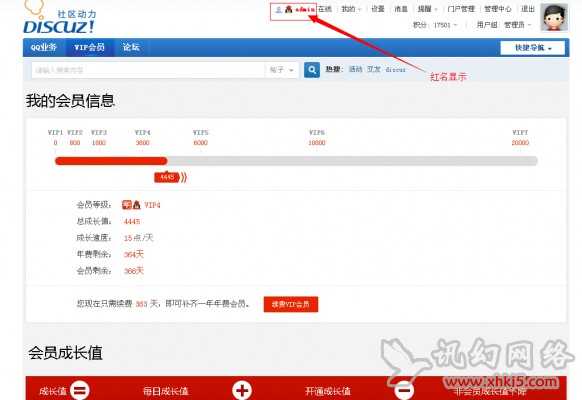 社区动力
DISCUZ!
admin 在线 我的 设置 消息 提醒 门户管理 管理中心 退出
积分: 17501 用户组: 管理员
QQ业务 VIP会员 论坛 快捷导航
请输入搜索内容 帖子 热搜: 活动 交友 discuz
红名显示
我的会员信息
VIP1 VIP2 VIP3 VIP4 VIP5 VIP6 VIP7
0 600 1800 3600 6000 10800 20000
4445
会员等级: 年 VIP4
总成长值: 4445
成长速度: 15点/天
年费剩余: 364天
会员剩余: 366天
您现在只需续费 363 天，即可补齐一年年费会员。 续费VIP会员
会员成长值
讯幻网络
www.xhkj5.com
成长值 = 每日成长值 + 开通成长值 − 非会员成长值下降